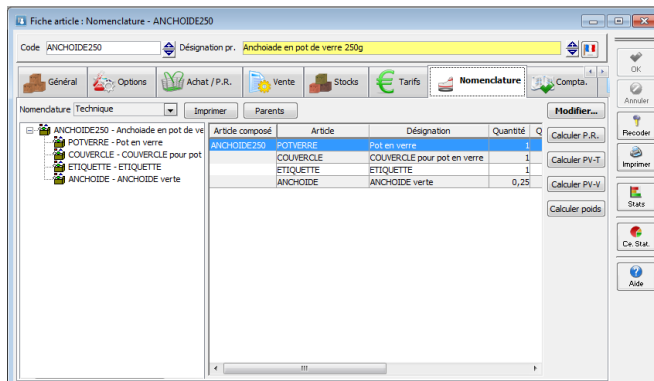 Fiche article : Nomenclature - ANCHOIDE250
Code ANCHOIDE250 Désignation pr. Anchoiade en pot de verre 250g
Général Options Achat / P.R. Vente Stocks Tarifs Nomenclature Compta.
Nomenclature Technique Imprimer Parents Modifier...
ANCHOIDE250 - Anchoiade en pot de ve
POTVERRE - Pot en verre
COUVERCLE - COUVERCLE pour pot
ETIQUETTE - ETIQUETTE
ANCHOIDE - ANCHOIDE verte
Article composé Article Désignation Quantité Q
ANCHOIDE250 POTVERRE Pot en verre 1
COUVERCLE COUVERCLE pour pot en verre 1
ETIQUETTE ETIQUETTE 1
ANCHOIDE ANCHOIDE verte 0,25
Calculer P.R.
Calculer PV-T
Calculer PV-V
Calculer poids
OK
Annuler
Recoder
Imprimer
Stats
Ce. Stat.
Aide